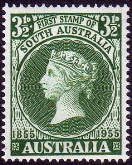 3½D 3½D
FIRST STAMP OF
SOUTH AUSTRALIA
1855 1955
AUSTRALIA